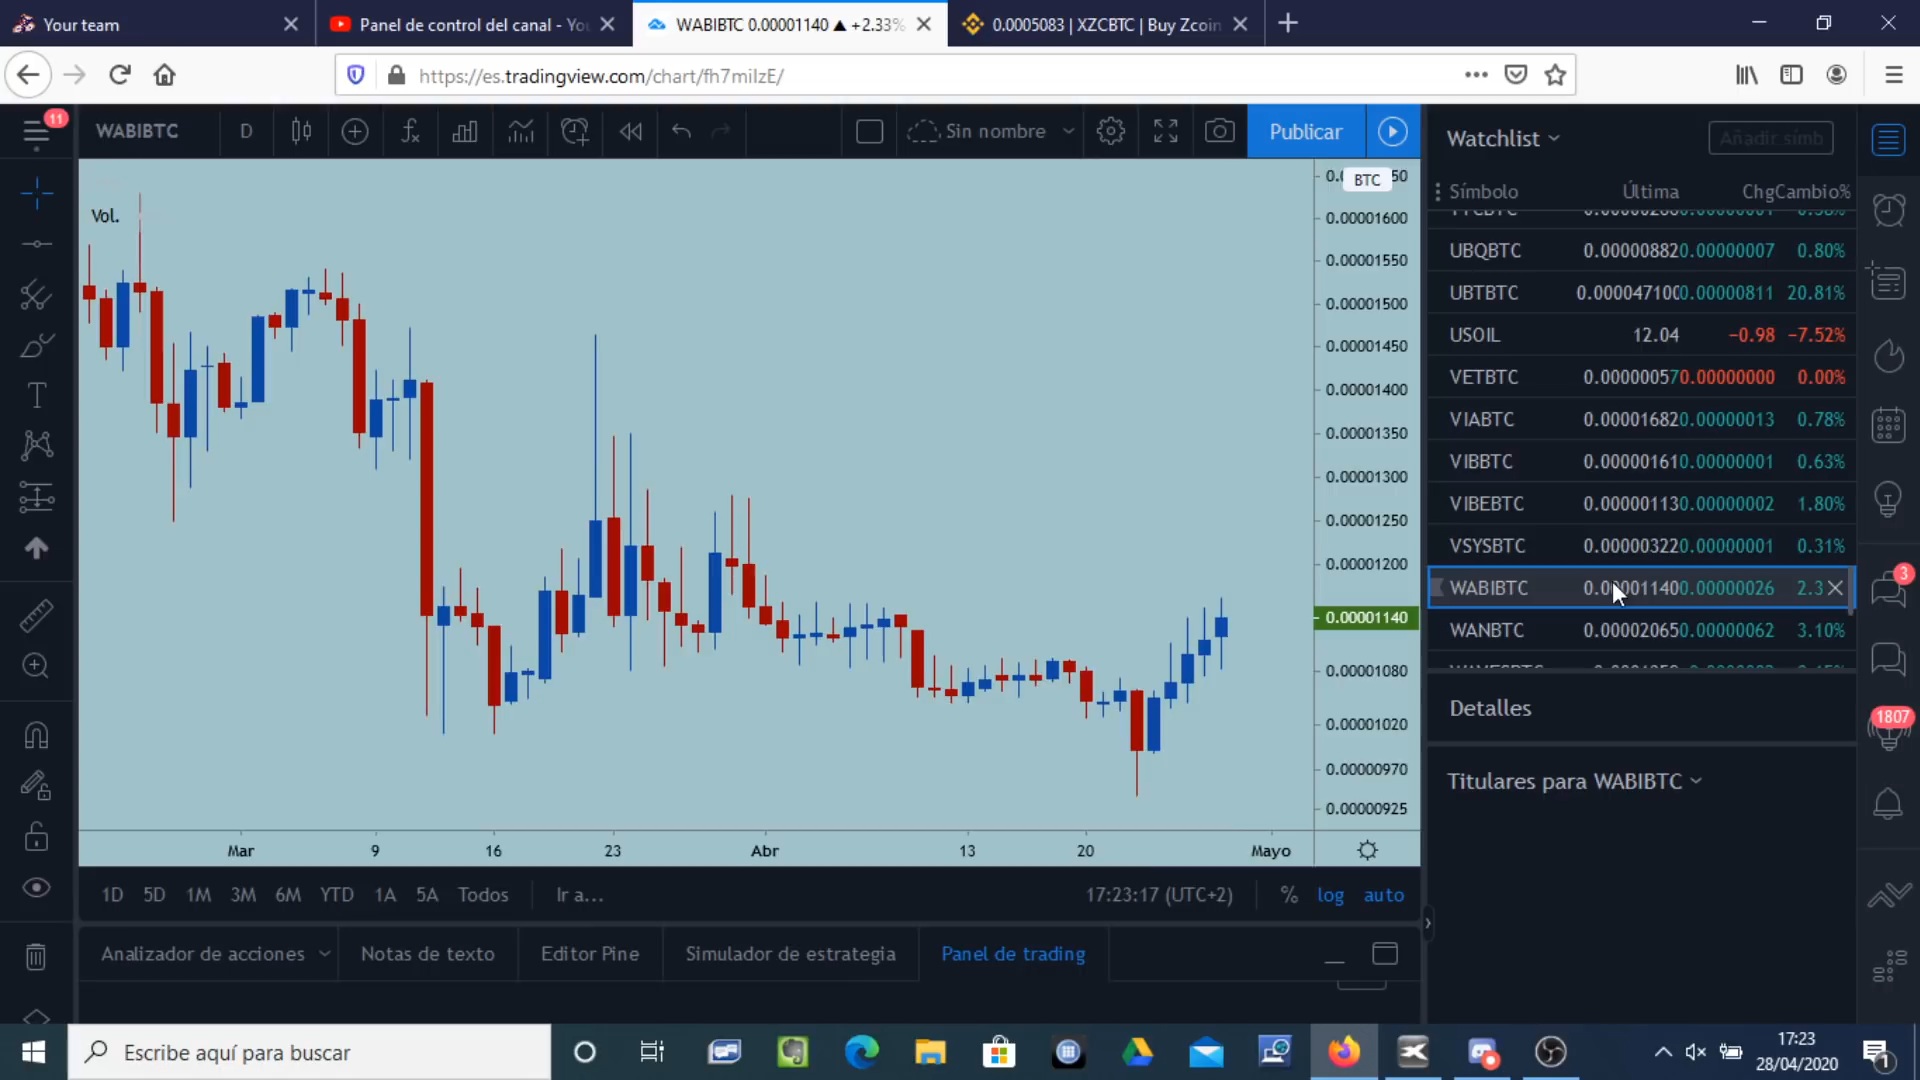 Your team
Panel de control del canal - You
WABIBTC 0.00001140 ▲ +2.33%
0.0005083 | XZCBTC | Buy Zcoin
https://es.tradingview.com/chart/fh7miIzE/
11
WABIBTC
D
Sin nombre
Publicar
Watchlist
Añadir símb
Símbolo Última Chg Cambio%
UBQBTC 0.00000882 0.00000007 0.80%
UBTBTC 0.00004710 0.00000811 20.81%
USOIL 12.04 −0.98 −7.52%
VETBTC 0.00000057 0.00000000 0.00%
VIABTC 0.00001682 0.00000013 0.78%
VIBBTC 0.00000161 0.00000001 0.63%
VIBEBTC 0.00000113 0.00000002 1.80%
VSYSBTC 0.00000322 0.00000001 0.31%
WABIBTC 0.00001140 0.00000026 2.3
WANBTC 0.00002065 0.00000062 3.10%
Detalles
Titulares para WABIBTC
3
1807
Vol.
BTC
0.00001600
0.00001550
0.00001500
0.00001450
0.00001400
0.00001350
0.00001300
0.00001250
0.00001200
0.00001140
0.00001080
0.00001020
0.00000970
0.00000925
Mar 9 16 23 Abr 13 20 Mayo
1D 5D 1M 3M 6M YTD 1A 5A Todos Ir a...
17:23:17 (UTC+2) % log auto
Analizador de acciones Notas de texto Editor Pine Simulador de estrategia Panel de trading
Escribe aquí para buscar
17:23
28/04/2020
1